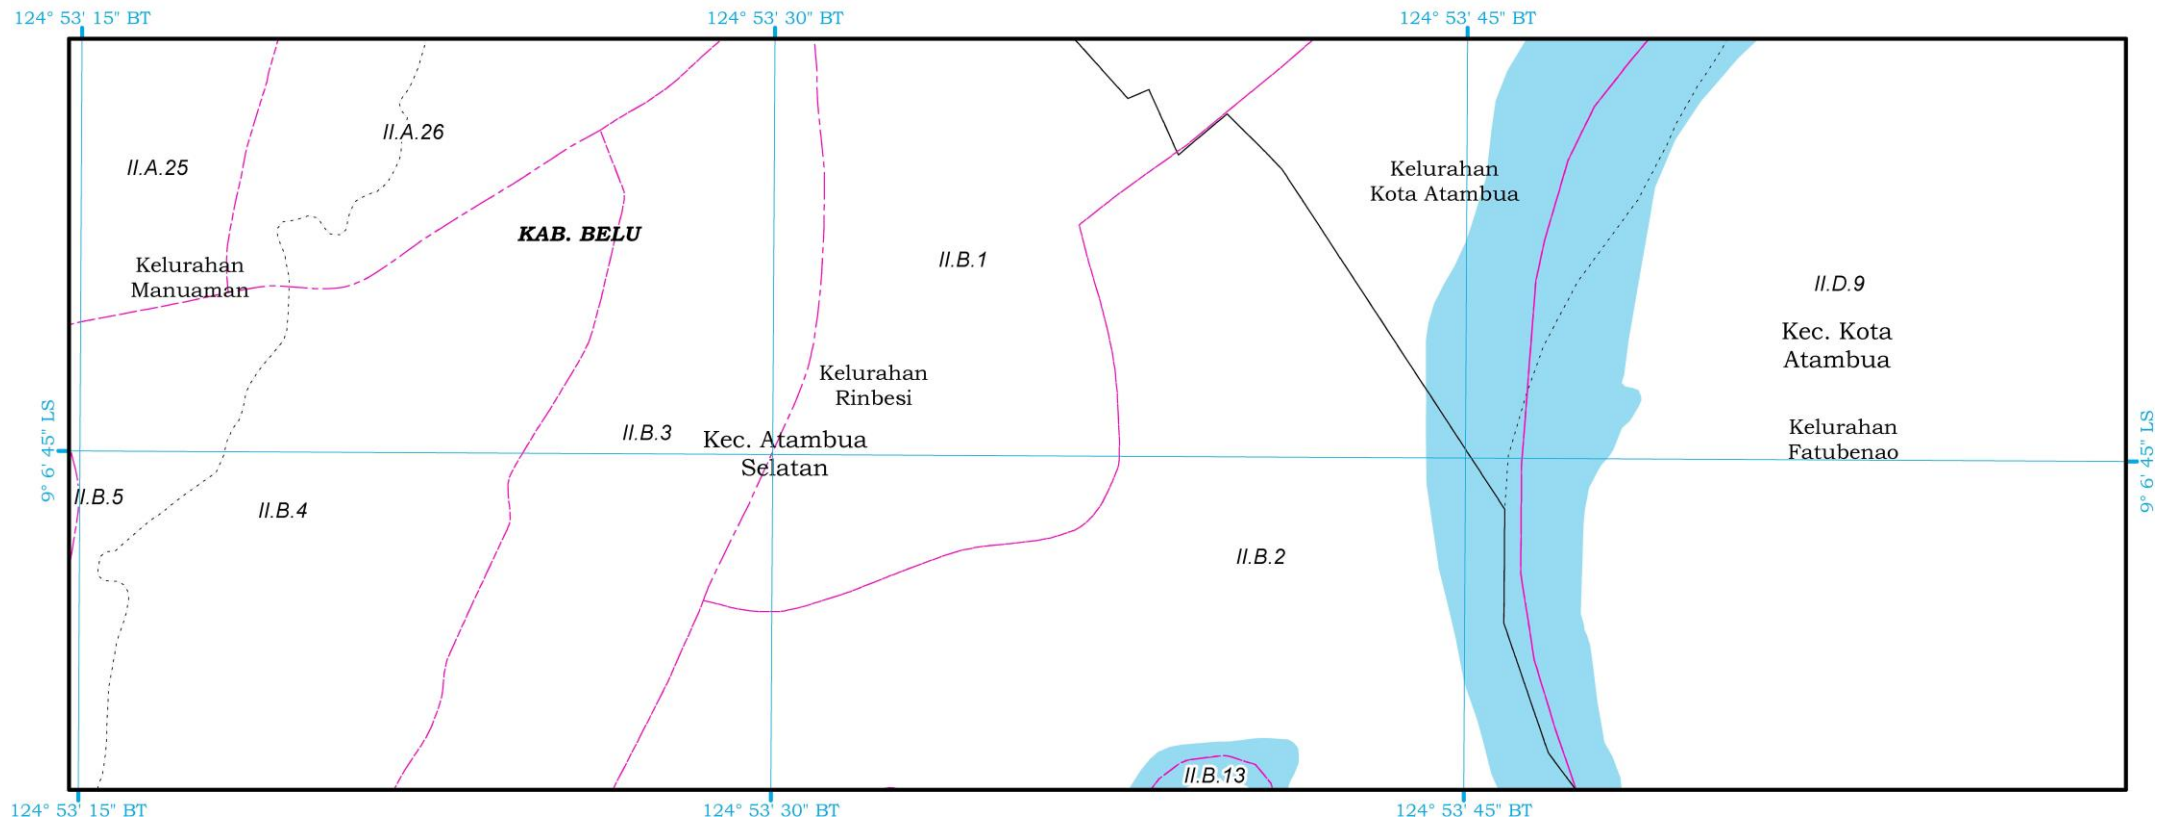 124° 53' 15" BT
124° 53' 30" BT
124° 53' 45" BT
II.A.26
II.A.25
Kelurahan
Kota Atambua
KAB. BELU
II.B.1
Kelurahan
Manuaman
II.D.9
Kec. Kota
Atambua
Kelurahan
Rinbesi
II.B.3
Kec. Atambua
Selatan
Kelurahan
Fatubenao
9° 6' 45" LS
9° 6' 45" LS
II.B.5
II.B.4
II.B.2
II.B.13
124° 53' 15" BT
124° 53' 30" BT
124° 53' 45" BT